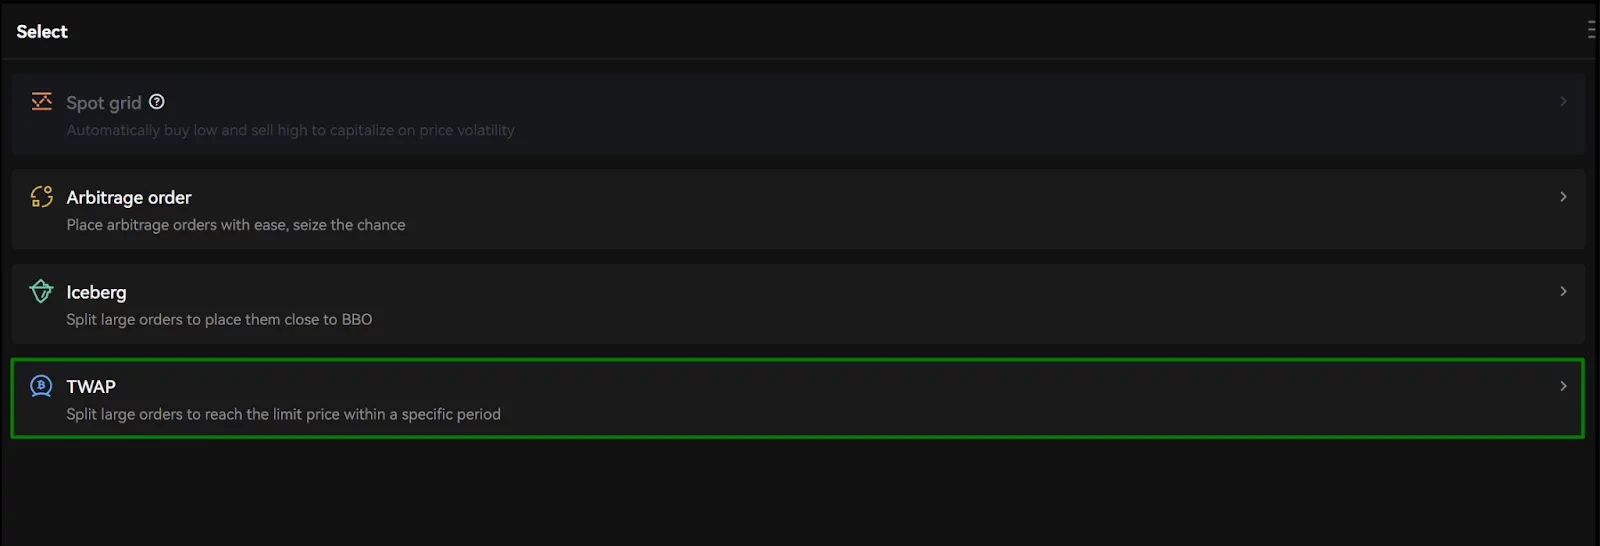 Select
Spot grid
Automatically buy low and sell high to capitalize on price volatility
Arbitrage order
Place arbitrage orders with ease, seize the chance
Iceberg
Split large orders to place them close to BBO
TWAP
Split large orders to reach the limit price within a specific period